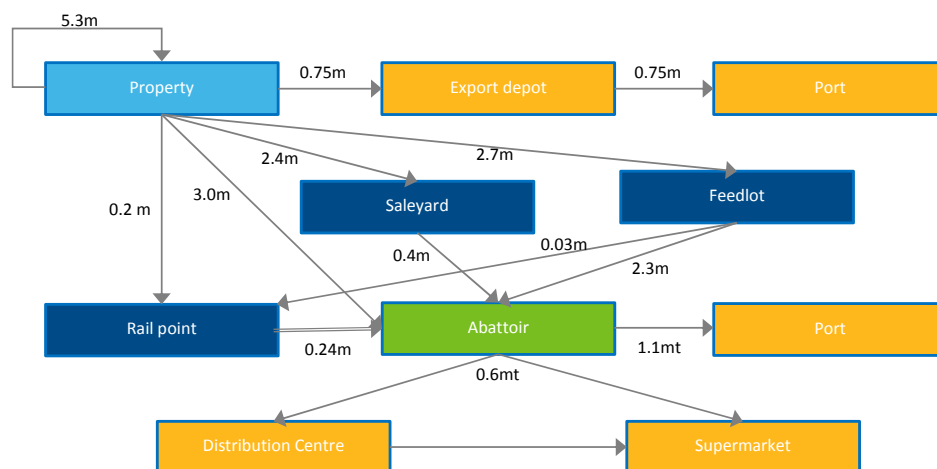 5.3m
Property
0.75m
Export depot
0.75m
Port
2.4m
2.7m
3.0m
Saleyard
Feedlot
0.2 m
0.4m
0.03m
2.3m
Rail point
0.24m
Abattoir
1.1mt
Port
0.6mt
Distribution Centre
Supermarket